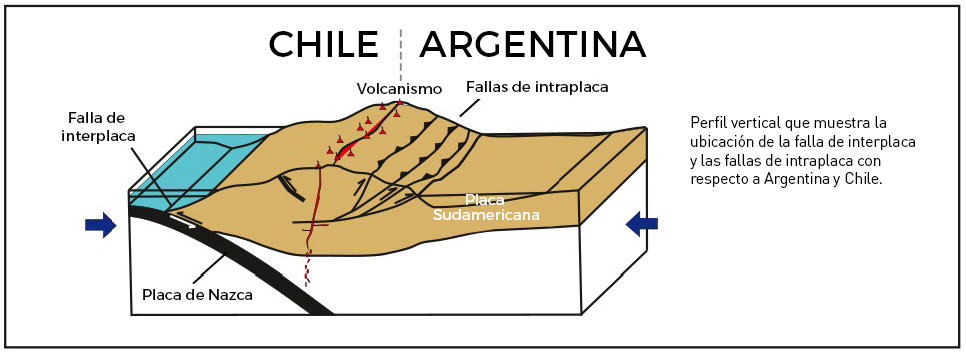 CHILE ARGENTINA
Volcanismo
Fallas de intraplaca
Falla de
interplaca
Placa
Sudamericana
Placa de Nazca
Perfil vertical que muestra la
ubicación de la falla de interplaca
y las fallas de intraplaca con
respecto a Argentina y Chile.